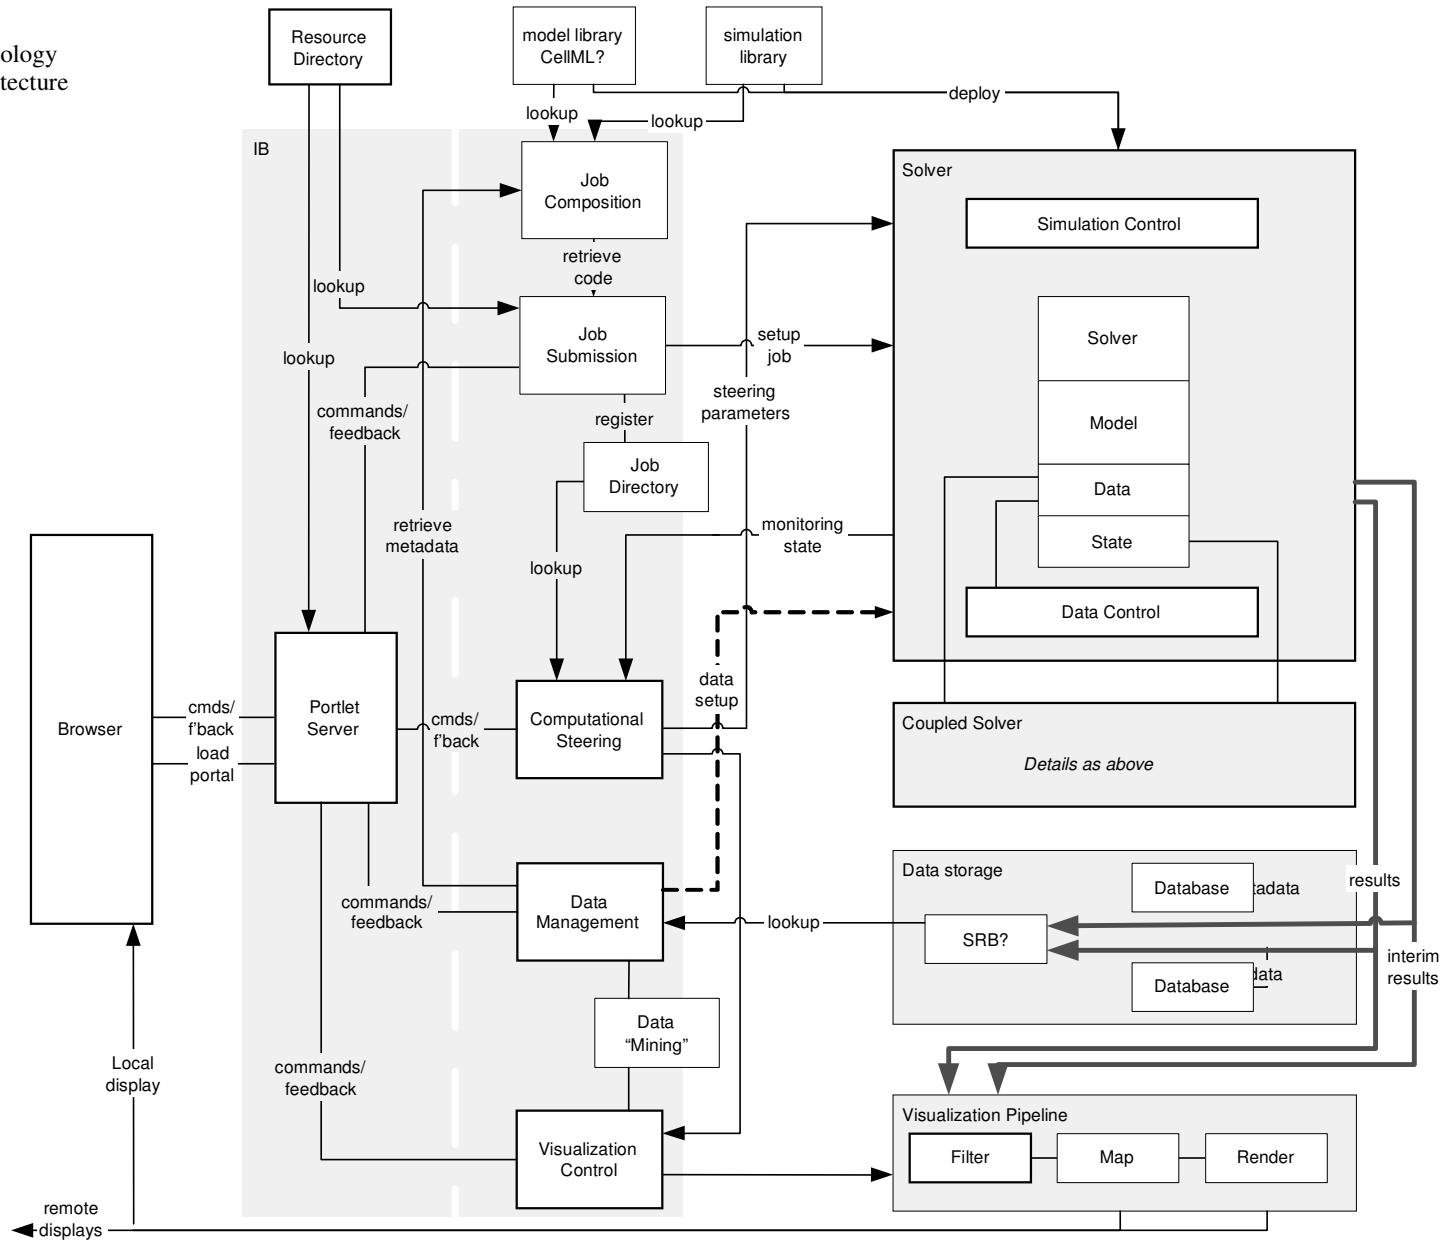 ology
tecture
Resource
Directory
model library
CellML?
simulation
library
lookup
lookup
deploy
IB
Job
Composition
Solver
Simulation Control
retrieve
code
lookup
Job
Submission
setup
job
Solver
lookup
commands/
feedback
steering
parameters
register
Model
Job
Directory
Data
retrieve
metadata
monitoring
state
State
lookup
Data Control
data
setup
Browser
cmds/
f'back
load
portal
Portlet
Server
cmds/
f'back
Computational
Steering
Coupled Solver
Details as above
Data storage
Database
tadata
results
commands/
feedback
Data
Management
lookup
SRB?
interim
results
Database
data
Data
“Mining”
Local
display
commands/
feedback
Visualization Pipeline
Visualization
Control
Filter
Map
Render
remote
displays